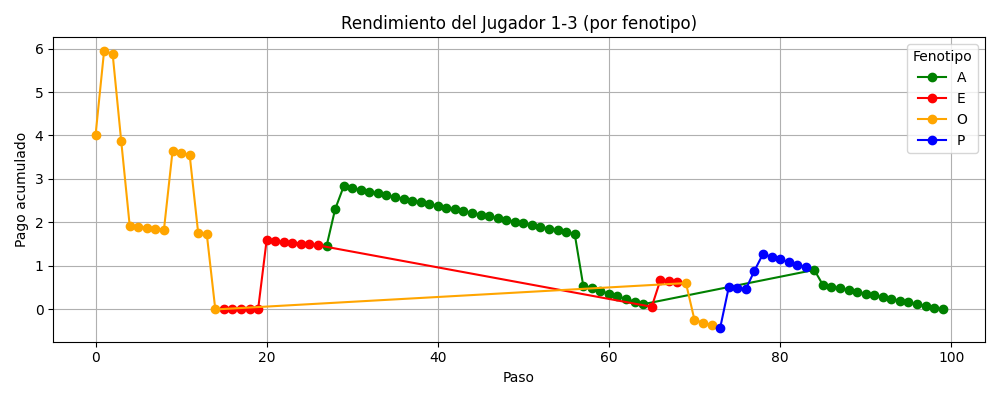 Rendimiento del Jugador 1-3 (por fenotipo)
Pago acumulado
6
5
4
3
2
1
0
0 20 40 60 80 100
Paso
Fenotipo
A
E
O
P